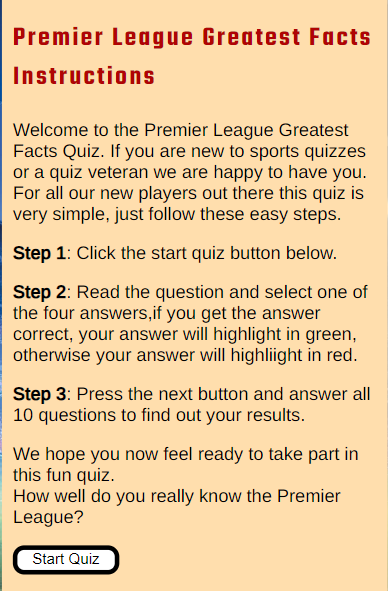 Premier League Greatest Facts
Instructions
Welcome to the Premier League Greatest
Facts Quiz. If you are new to sports quizzes
or a quiz veteran we are happy to have you.
For all our new players out there this quiz is
very simple, just follow these easy steps.
Step 1: Click the start quiz button below.
Step 2: Read the question and select one of
the four answers,if you get the answer
correct, your answer will highlight in green,
otherwise your answer will highliight in red.
Step 3: Press the next button and answer all
10 questions to find out your results.
We hope you now feel ready to take part in
this fun quiz.
How well do you really know the Premier
League?
Start Quiz